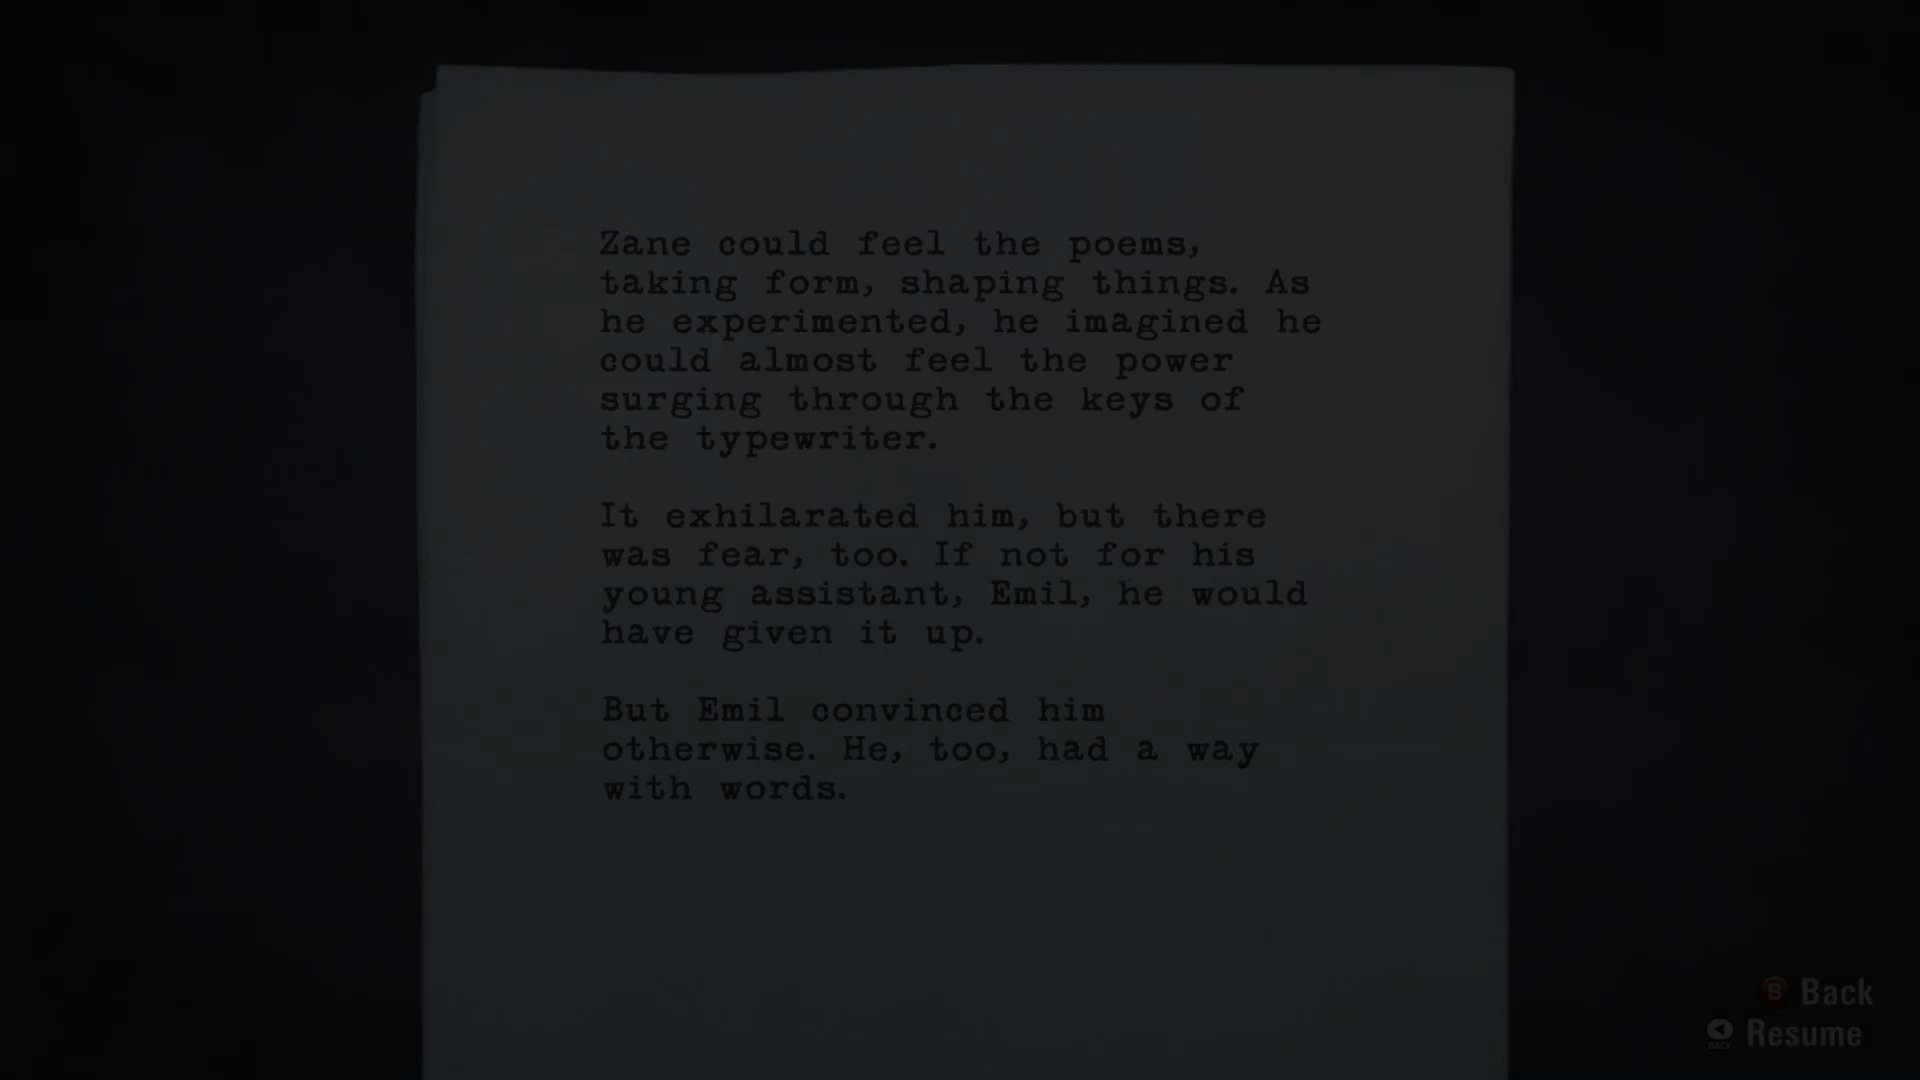 Zane could feel the poems,
taking form, shaping things. As
he experimented, he imagined he
could almost feel the power
surging through the keys of
the typewriter.
It exhilarated him, but there
was fear, too. If not for his
young assistant, Emil, he would
have given it up.
But Emil convinced him
otherwise. He, too, had a way
with words.
B Back
BACK Resume